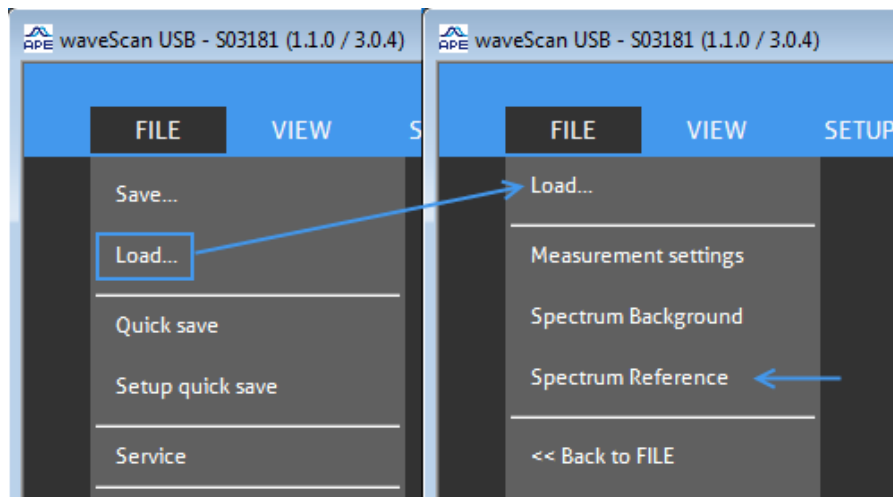 APE waveScan USB - S03181 (1.1.0 / 3.0.4)
FILE VIEW S
Save...
Load...
Quick save
Setup quick save
Service
APE waveScan USB - S03181 (1.1.0 / 3.0.4)
FILE VIEW SETUP
Load...
Measurement settings
Spectrum Background
Spectrum Reference
<< Back to FILE